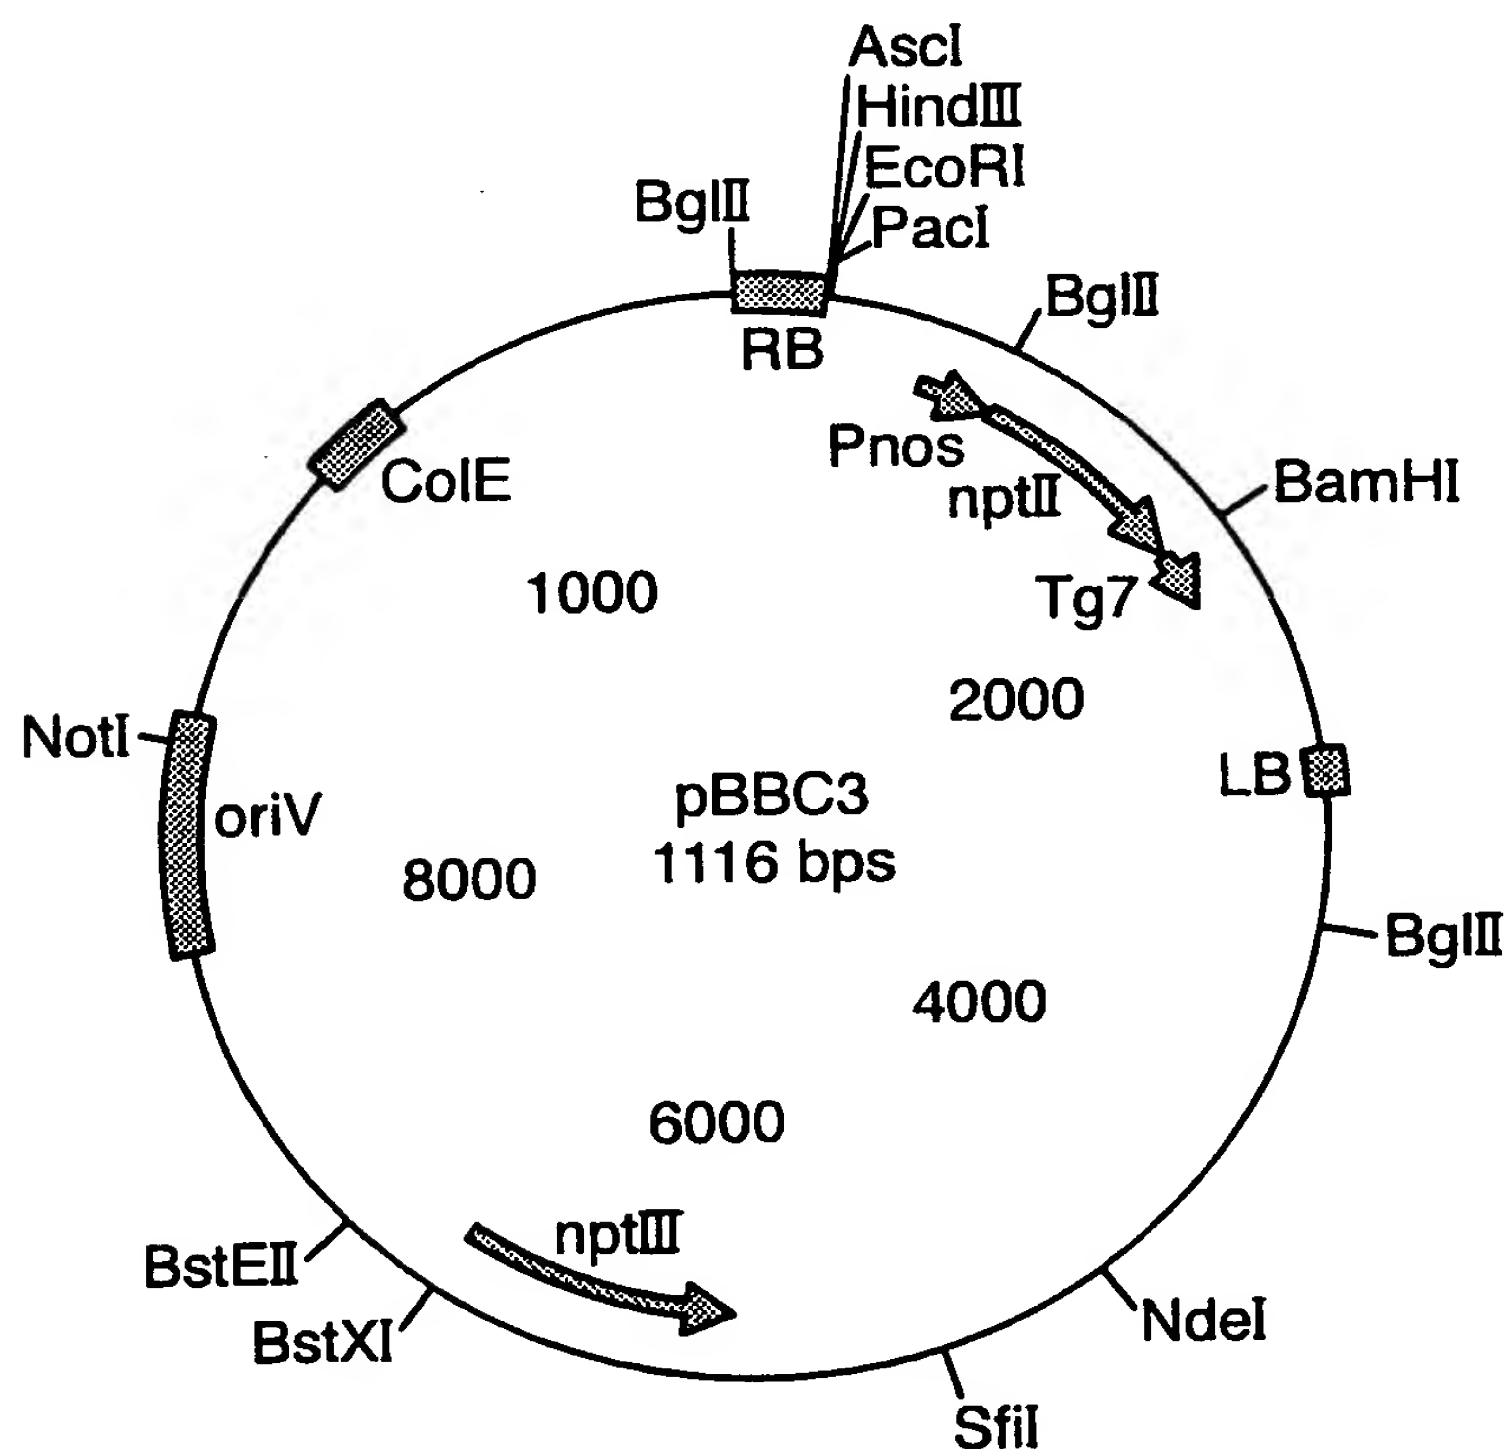 AscI
HindIII
EcoRI
PacI
BglII
BglII
RB
Pnos
nptII
Tg7
BamHI
ColE
1000
2000
NotI
oriV
LB
pBBC3
1116 bps
8000
BglII
4000
6000
nptIII
BstEII
BstXI
NdeI
SfiI